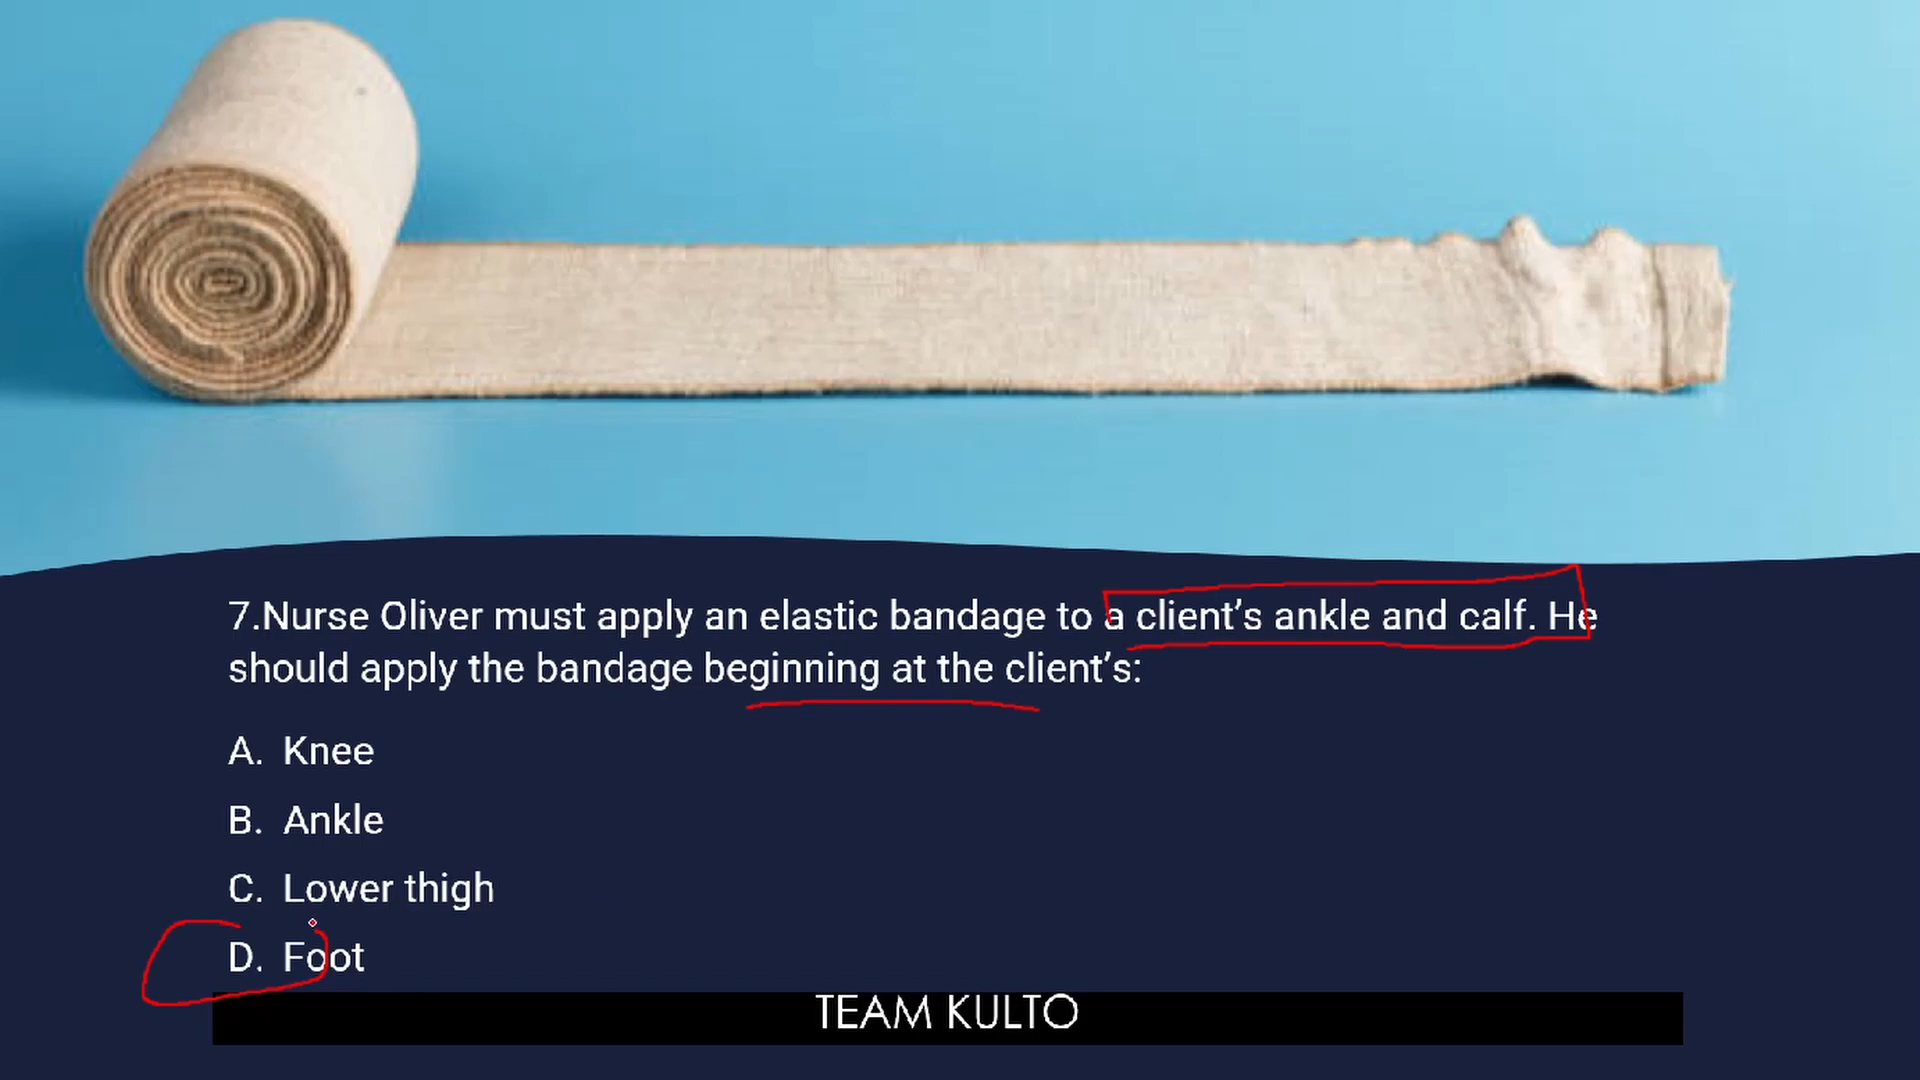 7.Nurse Oliver must apply an elastic bandage to a client’s ankle and calf. He
should apply the bandage beginning at the client’s:
A. Knee
B. Ankle
C. Lower thigh
D. Foot
TEAM KULTO